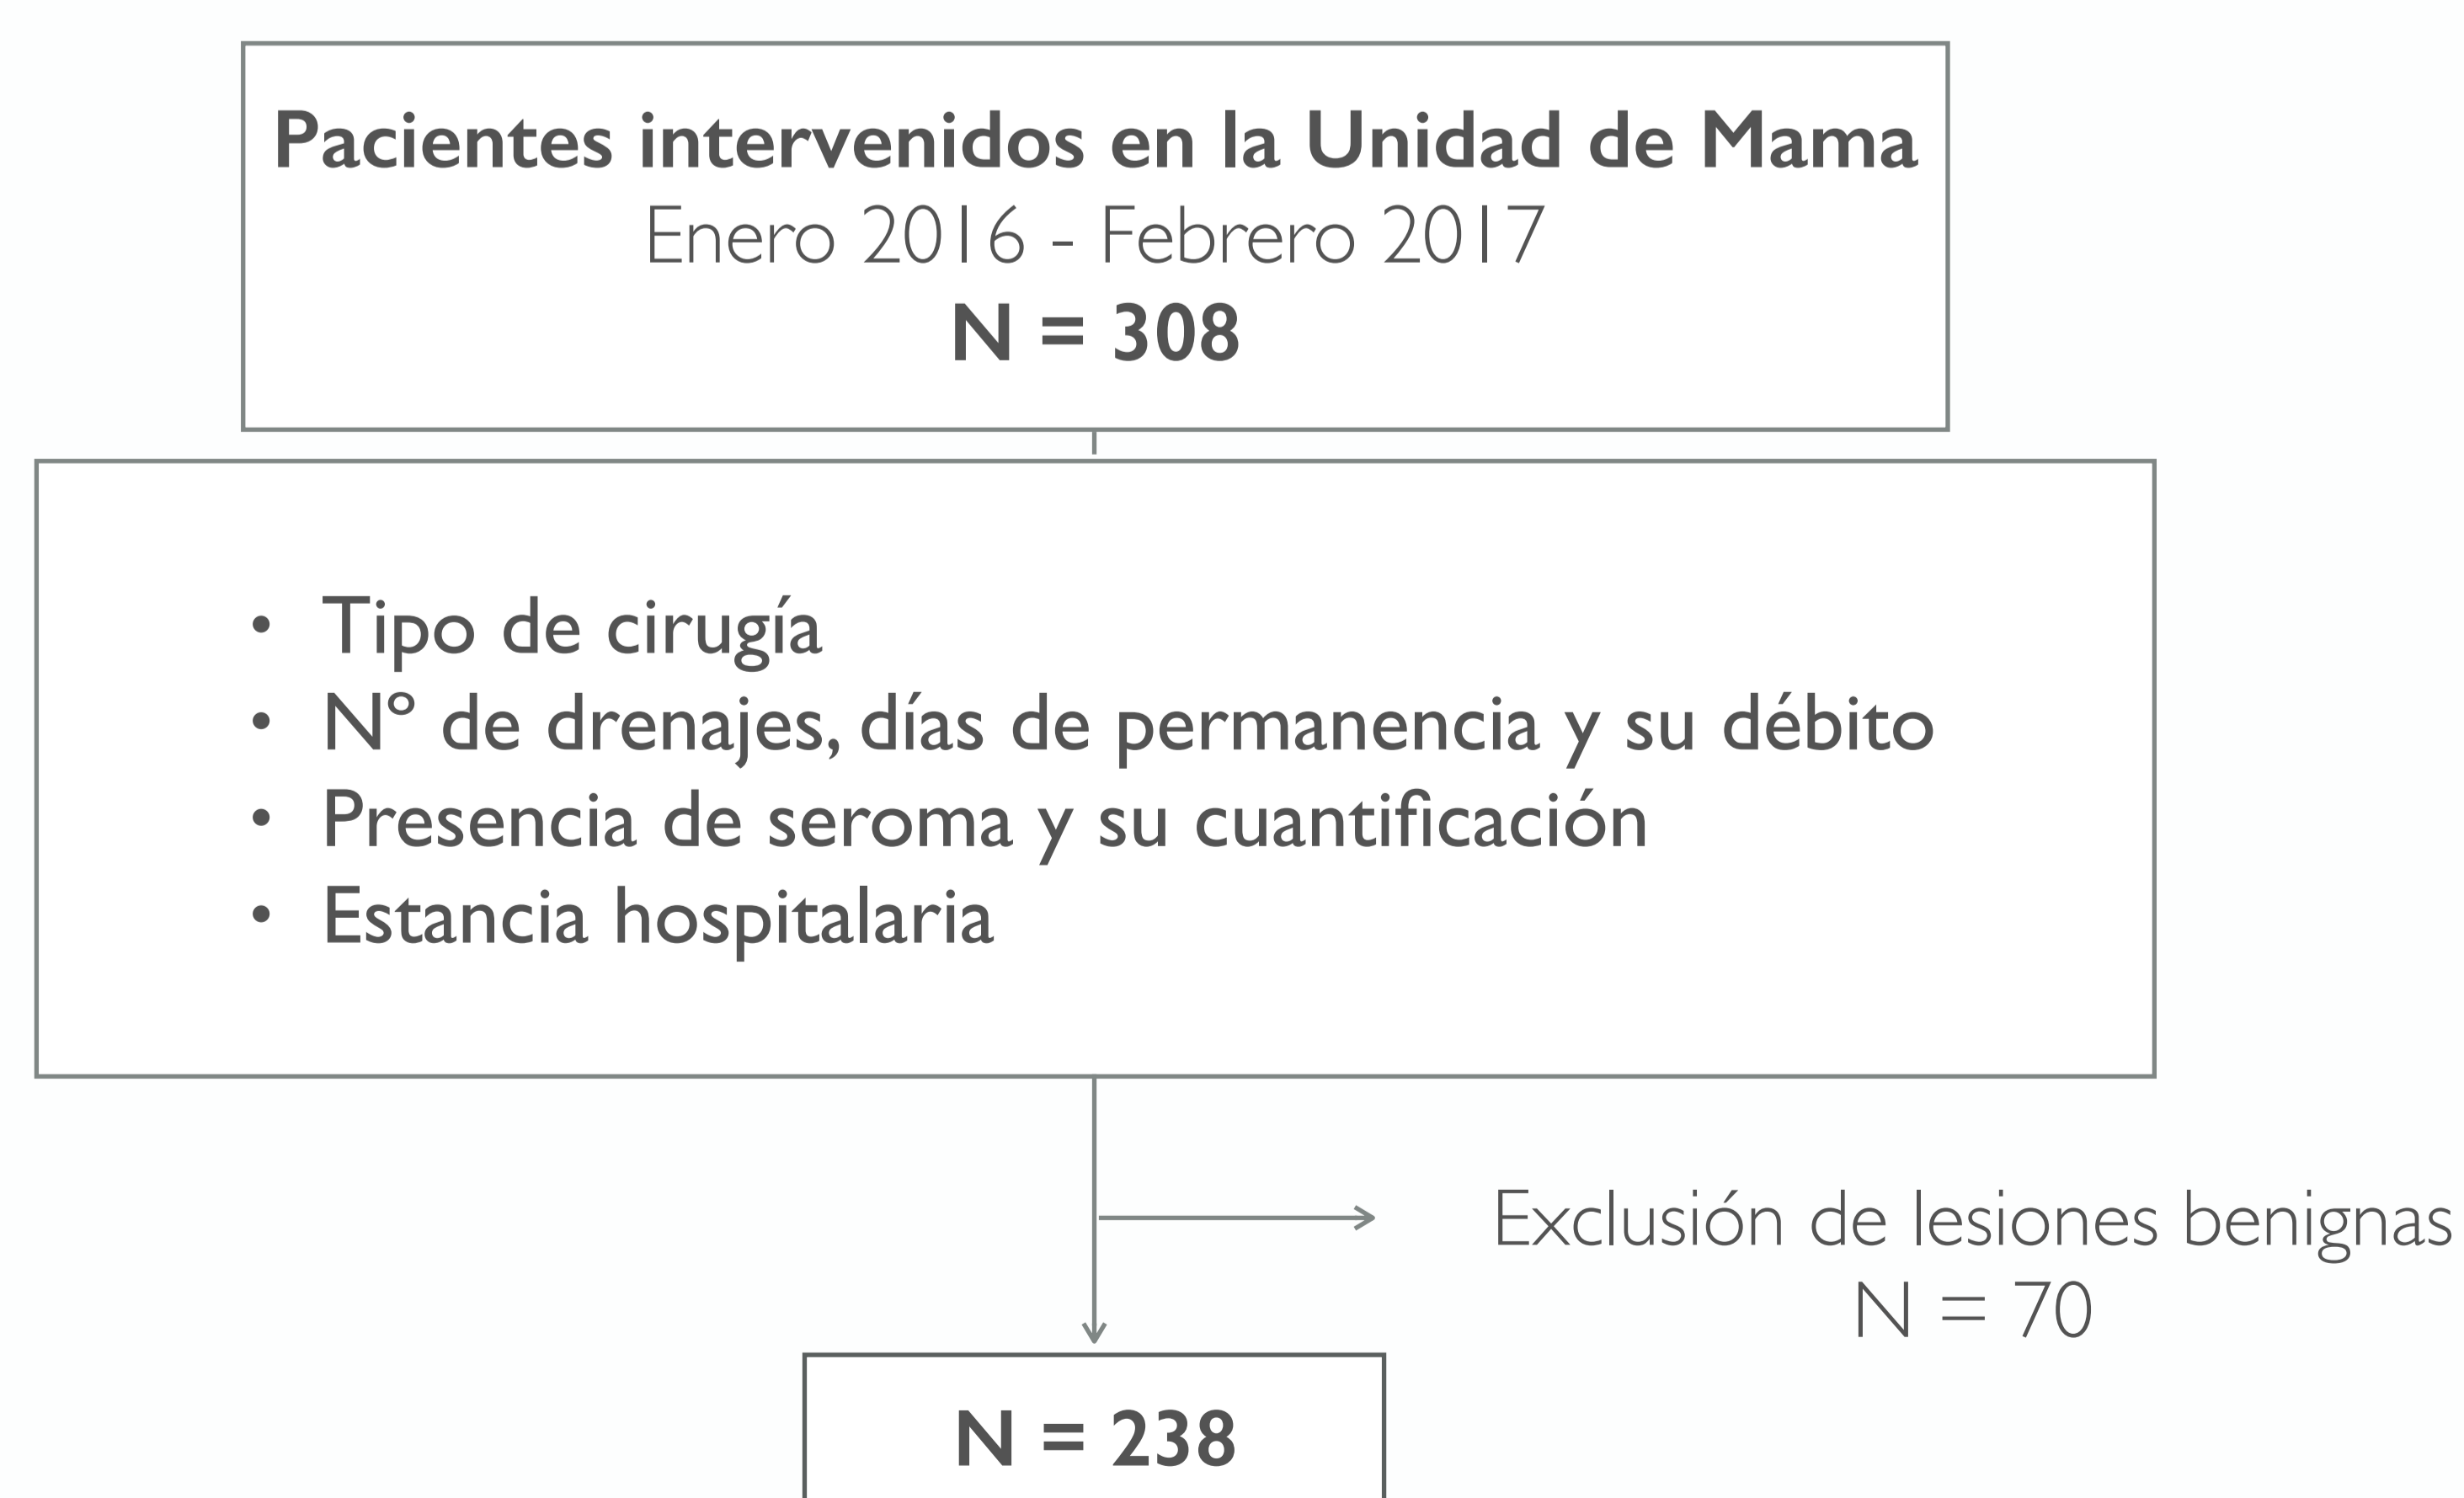 Pacientes intervenidos en la Unidad de Mama
Enero 2016 - Febrero 2017
N = 308
• Tipo de cirugía
• Nº de drenajes, días de permanencia y su débito
• Presencia de seroma y su cuantificación
• Estancia hospitalaria
Exclusión de lesiones benignas
N = 70
N = 238